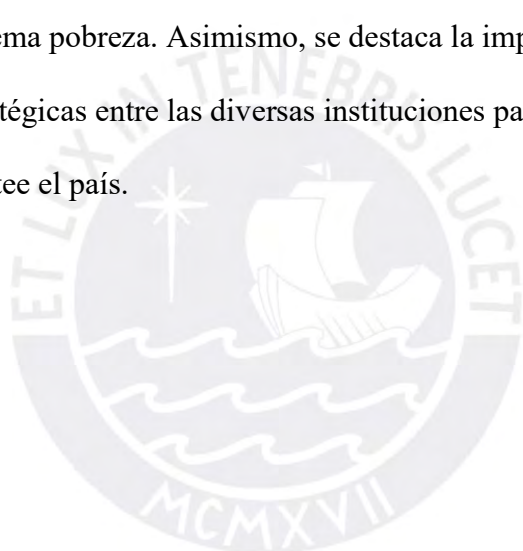 ema pobreza. Asimismo, se destaca la imp
tégicas entre las diversas instituciones pa
tee el país.
ET LUX IN TENEBRIS LUCET
MCMXVII